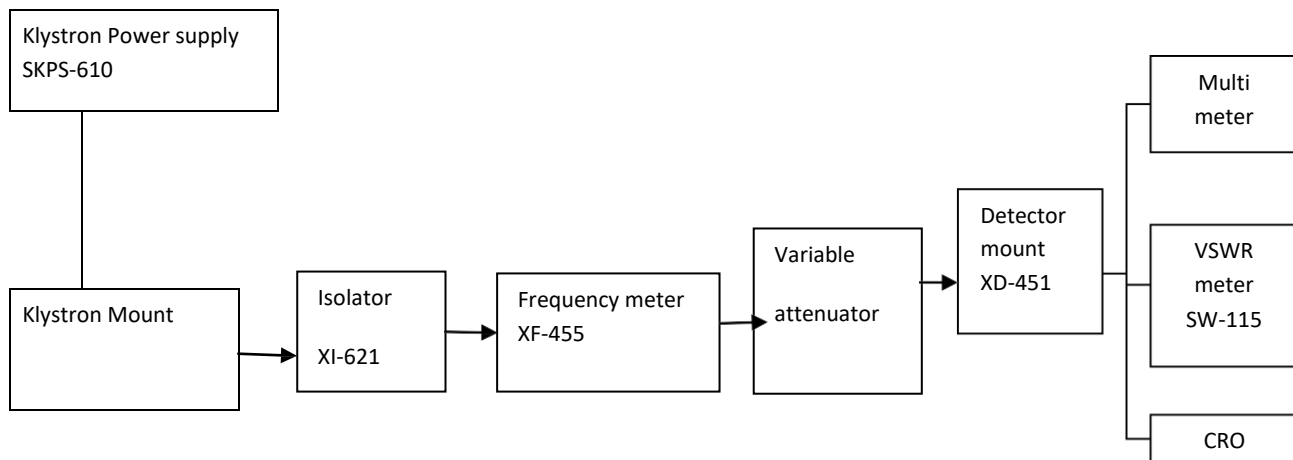 Klystron Power supply
SKPS-610
Multi
meter
Detector
mount
XD-451
Variable
attenuator
VSWR
meter
SW-115
Isolator
XI-621
Frequency meter
XF-455
Klystron Mount
CRO